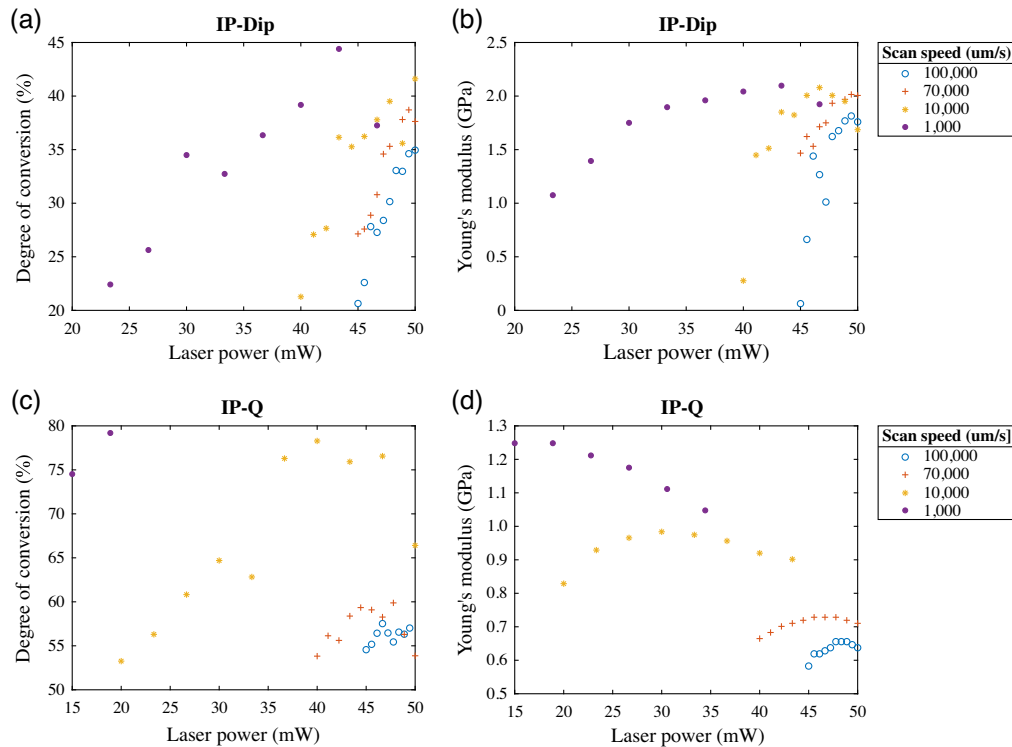 (a)
IP-Dip
Degree of conversion (%)
45
40
35
30
25
20
20 25 30 35 40 45 50
Laser power (mW)
(b)
IP-Dip
Young's modulus (GPa)
2.5
2.0
1.5
1.0
0.5
0
20 25 30 35 40 45 50
Laser power (mW)
Scan speed (um/s)
100,000
70,000
10,000
1,000
(c)
IP-Q
Degree of conversion (%)
80
75
70
65
60
55
50
15 20 25 30 35 40 45 50
Laser power (mW)
(d)
IP-Q
Young's modulus (GPa)
1.3
1.2
1.1
1.0
0.9
0.8
0.7
0.6
0.5
15 20 25 30 35 40 45 50
Laser power (mW)
Scan speed (um/s]
100,000
70,000
10,000
1,000